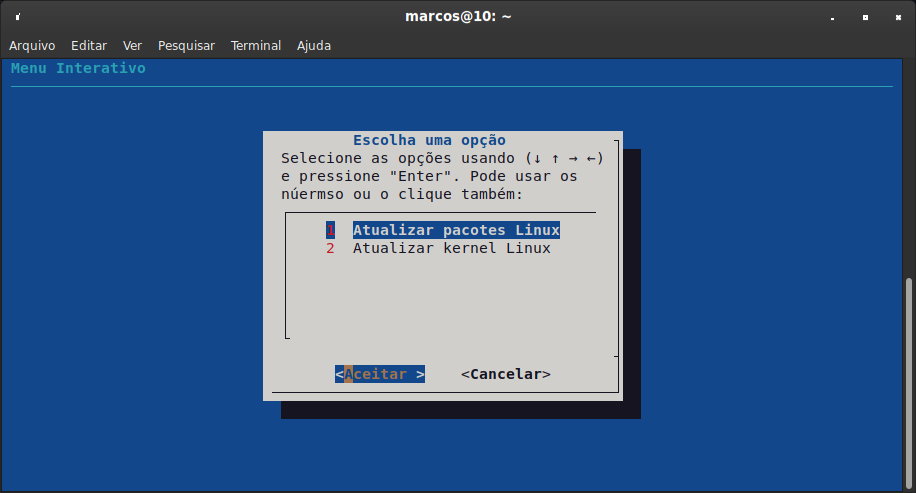 marcos@10: ~
Arquivo Editar Ver Pesquisar Terminal Ajuda
Menu Interativo
Escolha uma opção
Selecione as opções usando (↓ ↑ → ←)
e pressione "Enter". Pode usar os
núermso ou o clique também:
1 Atualizar pacotes Linux
2 Atualizar kernel Linux
<Aceitar > <Cancelar>